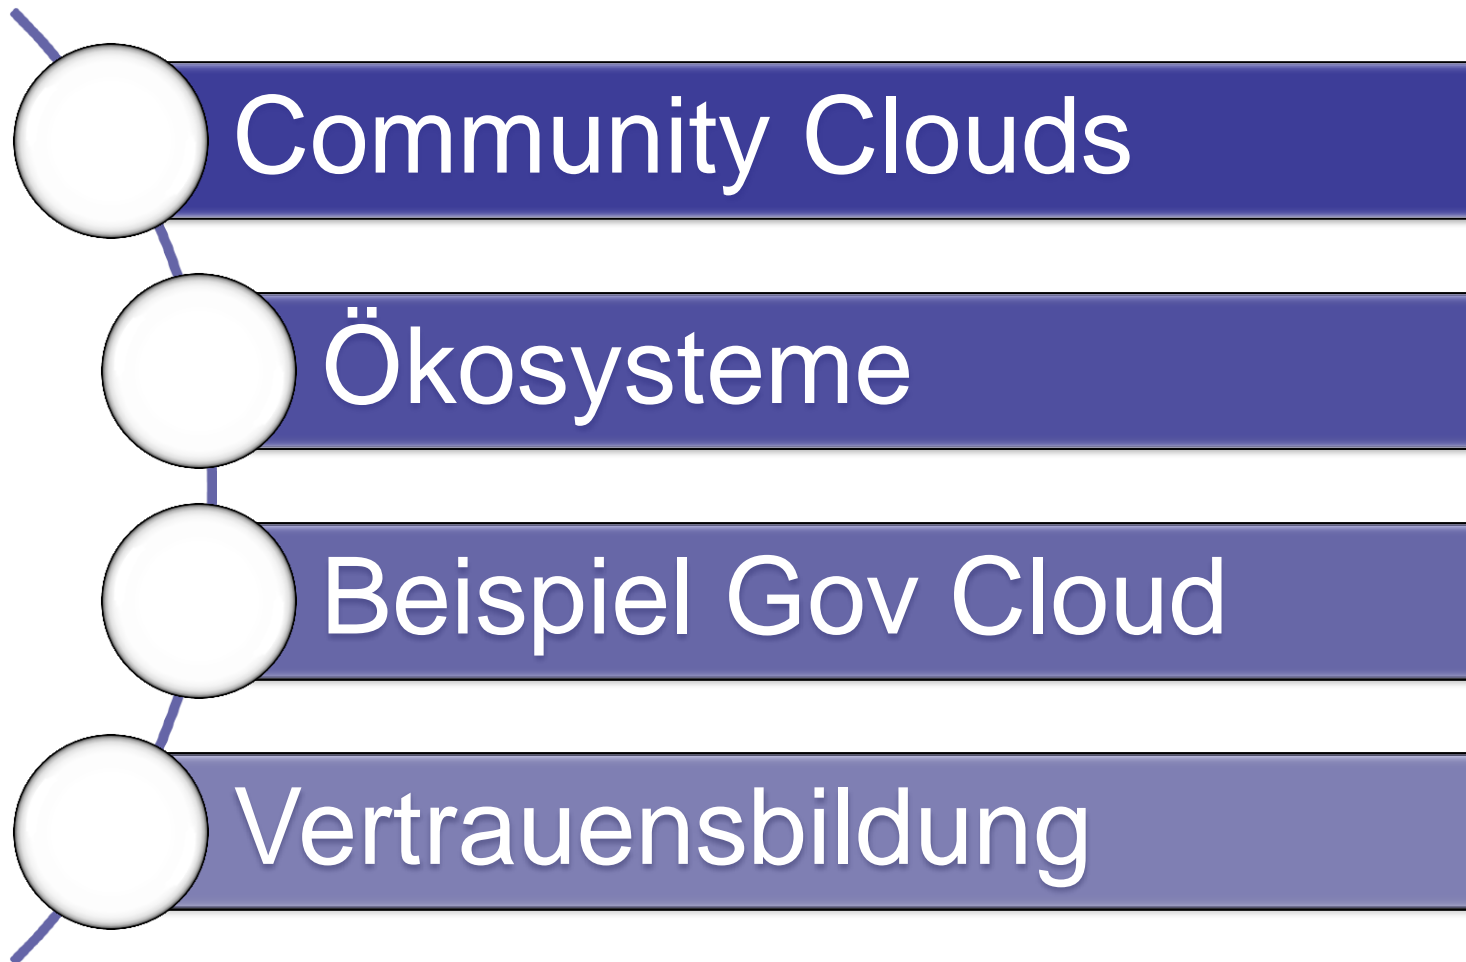 Community Clouds
Ökosysteme
Beispiel Gov Cloud
Vertrauensbildung